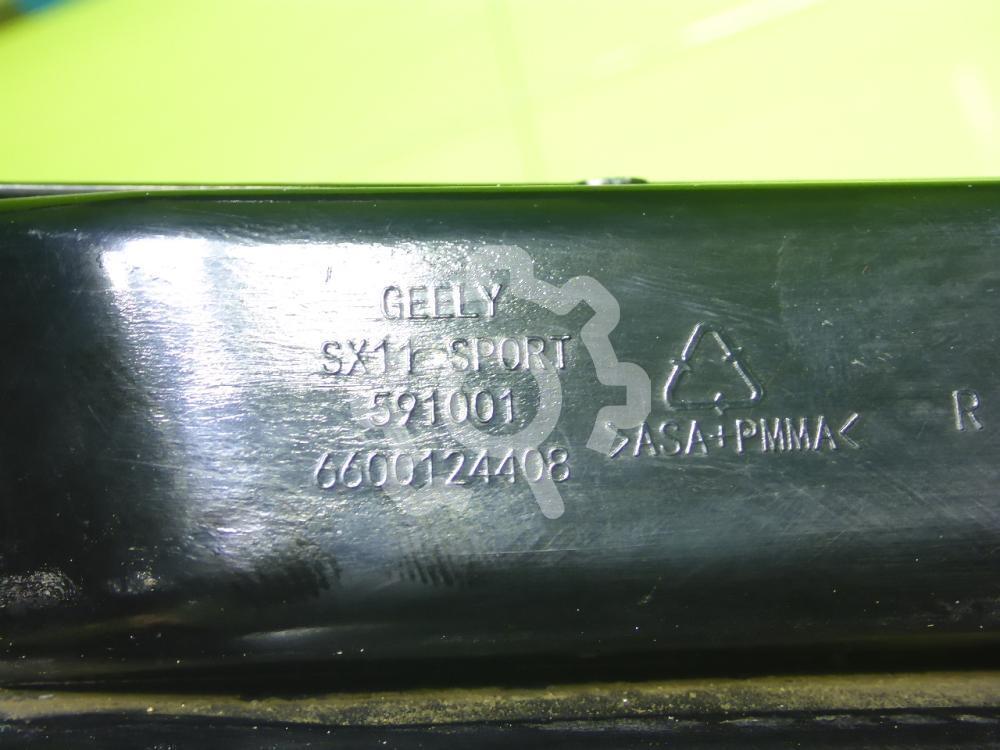 GEELY
SX11-SPORT
591001
6600124408
>ASA+PMMA<
R